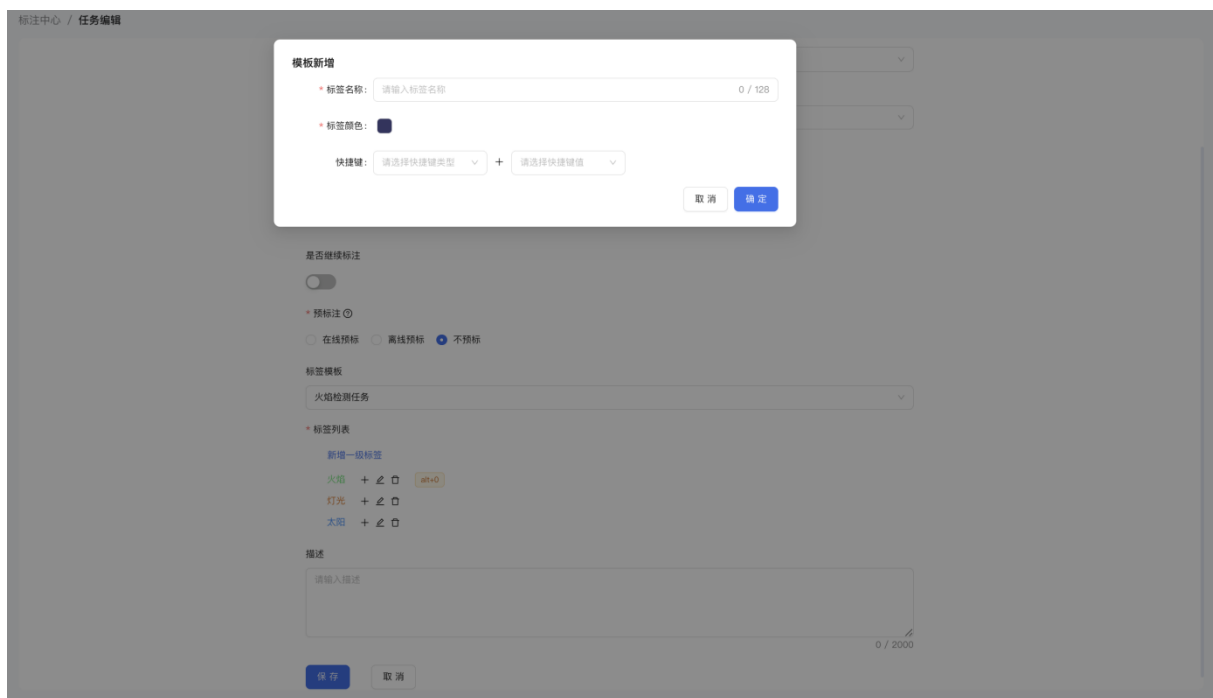 标注中心 / 任务编辑
模板新增
* 标签名称: 请输入标签名称 0 / 128
* 标签颜色:
快捷键: 请选择快捷键类型 + 请选择快捷键值
取 消 确 定
是否继续标注
* 预标注
在线预标 离线预标 不预标
标签模板
火焰检测任务
* 标签列表
新增一级标签
火焰 alt+0
灯光
太阳
描述
请输入描述
0 / 2000
保 存 取 消